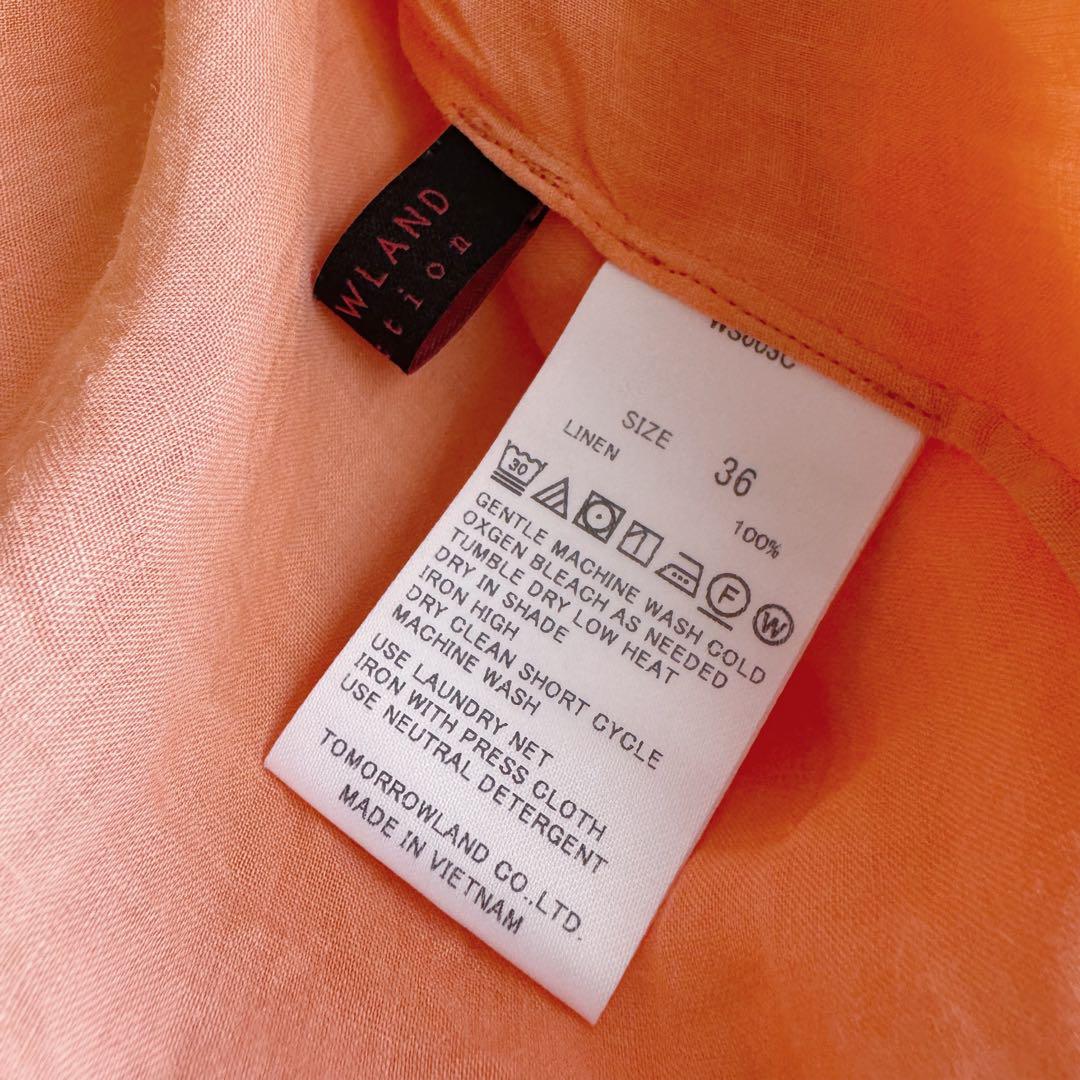 WLAND
tion
SIZE 36
LINEN 100%
30
F W
GENTLE MACHINE WASH COLD
OXGEN BLEACH AS NEEDED
TUMBLE DRY LOW HEAT
DRY IN SHADE
IRON HIGH
DRY CLEAN SHORT CYCLE
MACHINE WASH
USE LAUNDRY NET
IRON WITH PRESS CLOTH
USE NEUTRAL DETERGENT
TOMORROWLAND CO.,LTD.
MADE IN VIETNAM